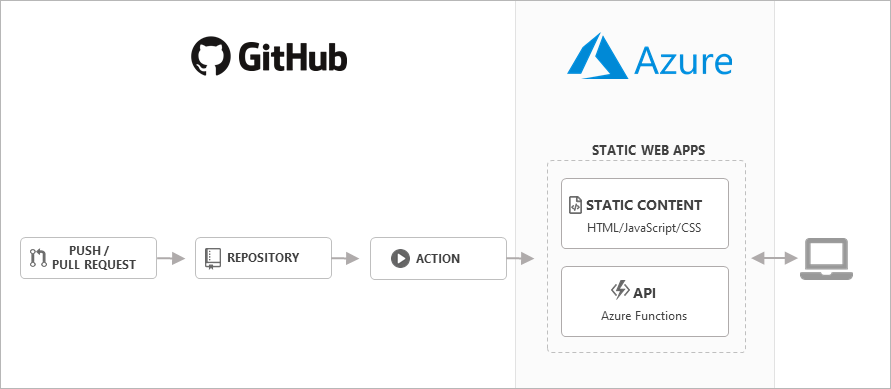 GitHub
Azure
STATIC WEB APPS
STATIC CONTENT
HTML/JavaScript/CSS
PUSH /
PULL REQUEST
REPOSITORY
ACTION
API
Azure Functions